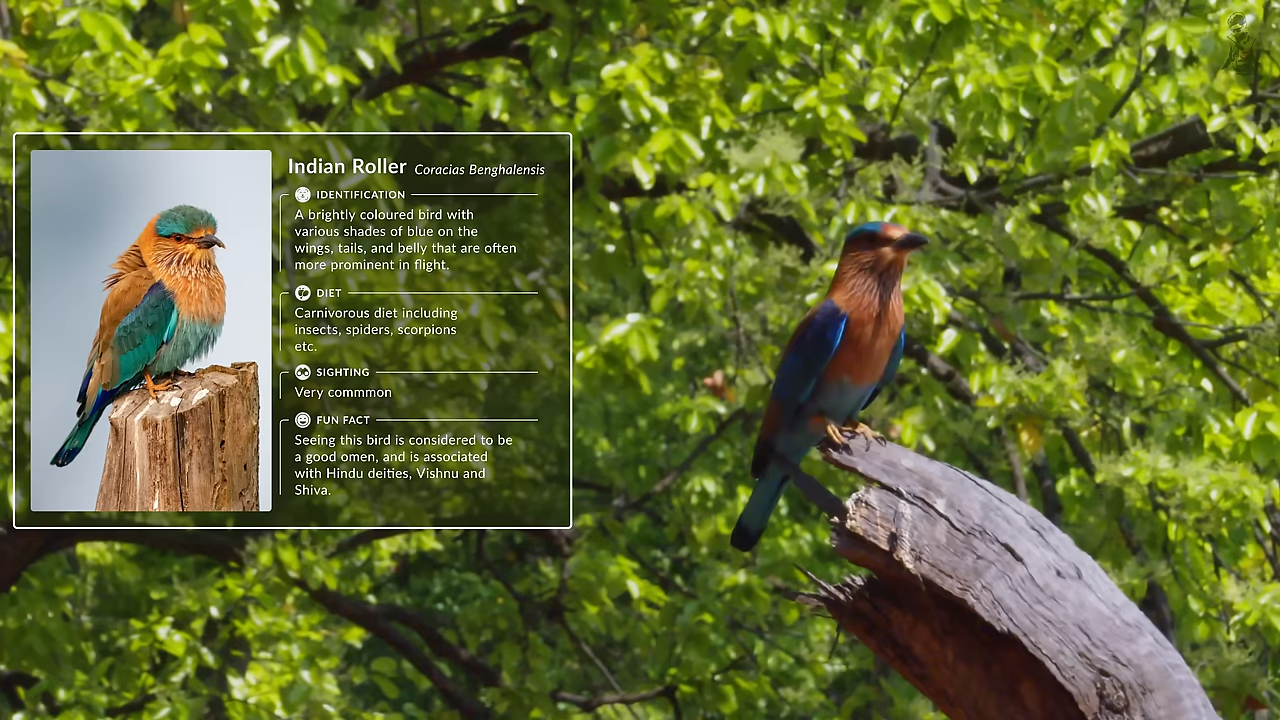 Indian Roller Coracias Benghalensis
IDENTIFICATION
A brightly coloured bird with
various shades of blue on the
wings, tails, and belly that are often
more prominent in flight.
DIET
Carnivorous diet including
insects, spiders, scorpions
etc.
SIGHTING
Very commmon
FUN FACT
Seeing this bird is considered to be
a good omen, and is associated
with Hindu deities, Vishnu and
Shiva.